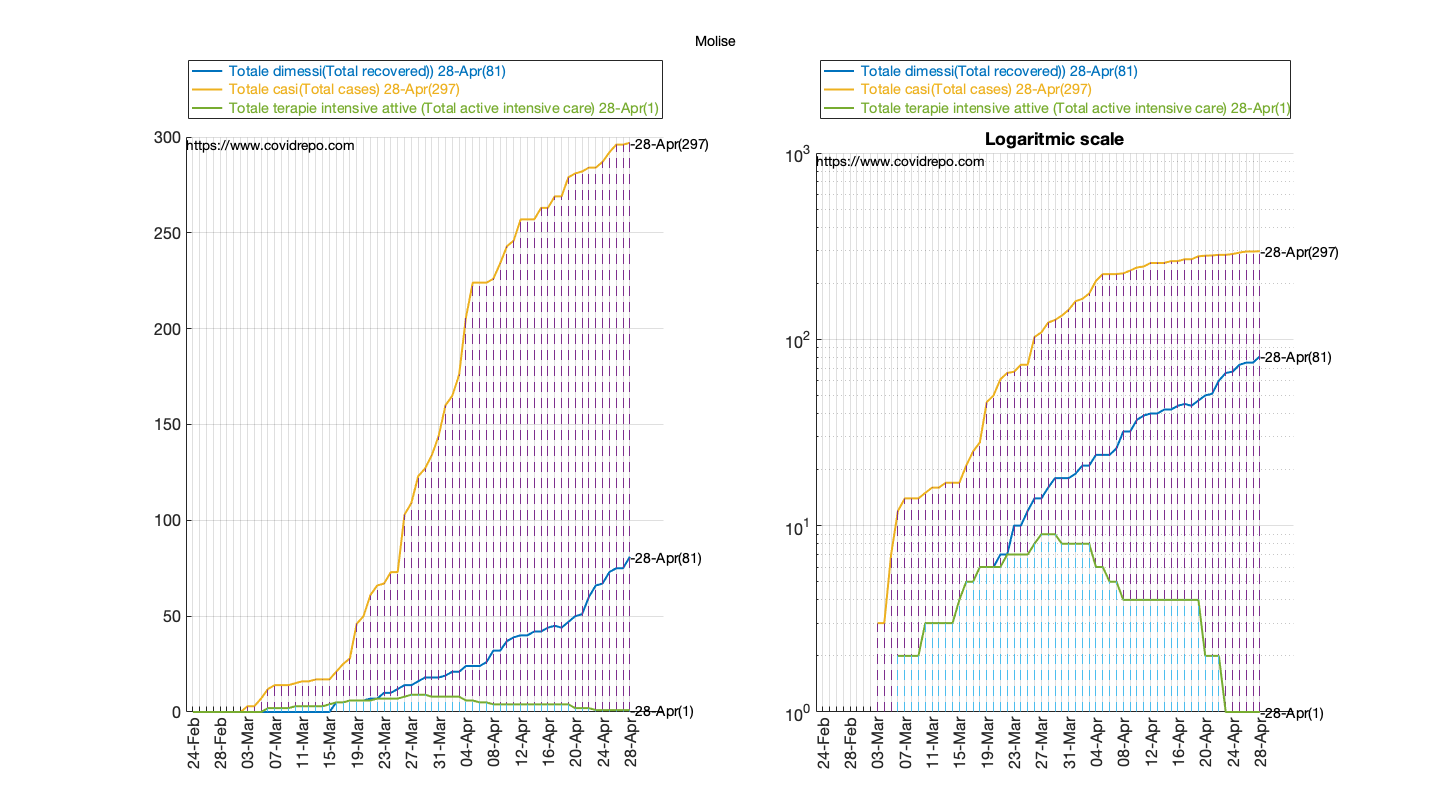 Molise
Totale dimessi(Total recovered)) 28-Apr(81)
Totale casi(Total cases) 28-Apr(297)
Totale terapie intensive attive (Total active intensive care) 28-Apr(1)
https://www.covidrepo.com
300
250
200
150
100
50
0
-28-Apr(297)
-28-Apr(81)
-28-Apr(1)
24-Feb
28-Feb
03-Mar
07-Mar
11-Mar
15-Mar
19-Mar
23-Mar
27-Mar
31-Mar
04-Apr
08-Apr
12-Apr
16-Apr
20-Apr
24-Apr
28-Apr
Totale dimessi(Total recovered)) 28-Apr(81)
Totale casi(Total cases) 28-Apr(297)
Totale terapie intensive attive (Total active intensive care) 28-Apr(1)
Logaritmic scale
https://www.covidrepo.com
10^3
10^2
10^1
10^0
-28-Apr(297)
-28-Apr(81)
-28-Apr(1)
24-Feb
28-Feb
03-Mar
07-Mar
11-Mar
15-Mar
19-Mar
23-Mar
27-Mar
31-Mar
04-Apr
08-Apr
12-Apr
16-Apr
20-Apr
24-Apr
28-Apr